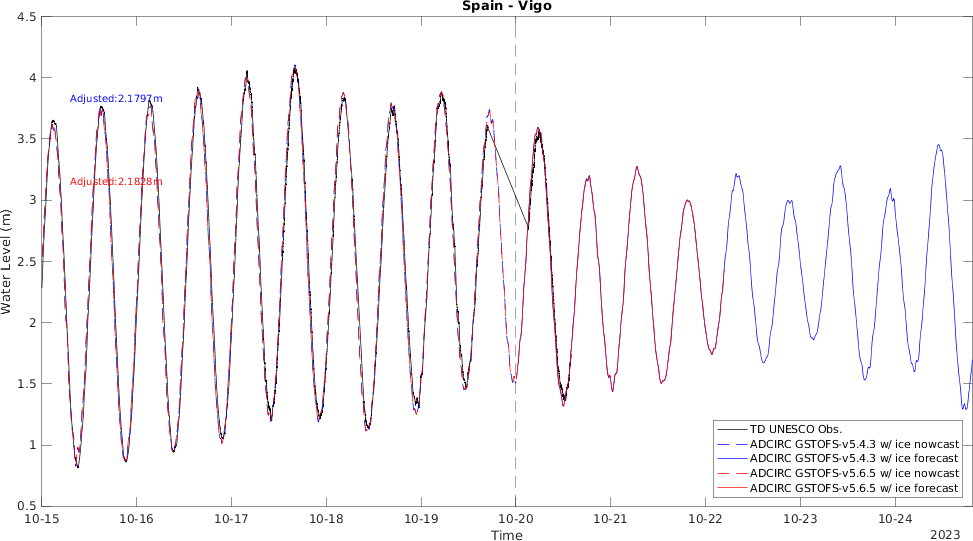 Spain - Vigo
4.5
4
3.5
3
2.5
2
1.5
1
0.5
Water Level (m)
Adjusted:2.1797m
Adjusted:2.1828m
TD UNESCO Obs.
ADCIRC GSTOFS-v5.4.3 w/ ice nowcast
ADCIRC GSTOFS-v5.4.3 w/ ice forecast
ADCIRC GSTOFS-v5.6.5 w/ ice nowcast
ADCIRC GSTOFS-v5.6.5 w/ ice forecast
10-15 10-16 10-17 10-18 10-19 10-20 10-21 10-22 10-23 10-24
Time
2023